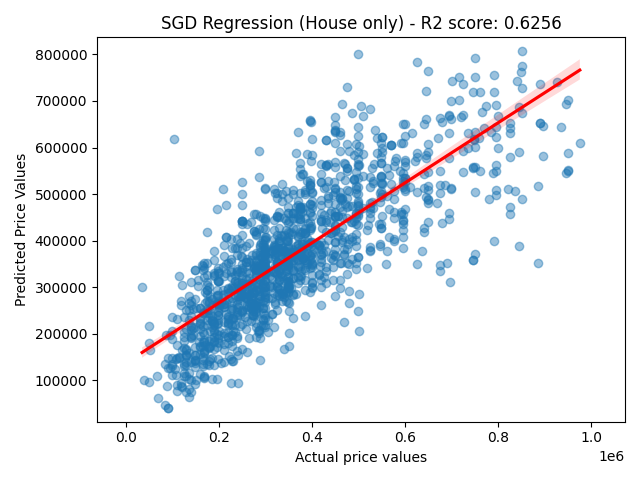 SGD Regression (House only) - R2 score: 0.6256
800000
700000
600000
500000
400000
300000
200000
100000
Predicted Price Values
0.0 0.2 0.4 0.6 0.8 1.0
1e6
Actual price values